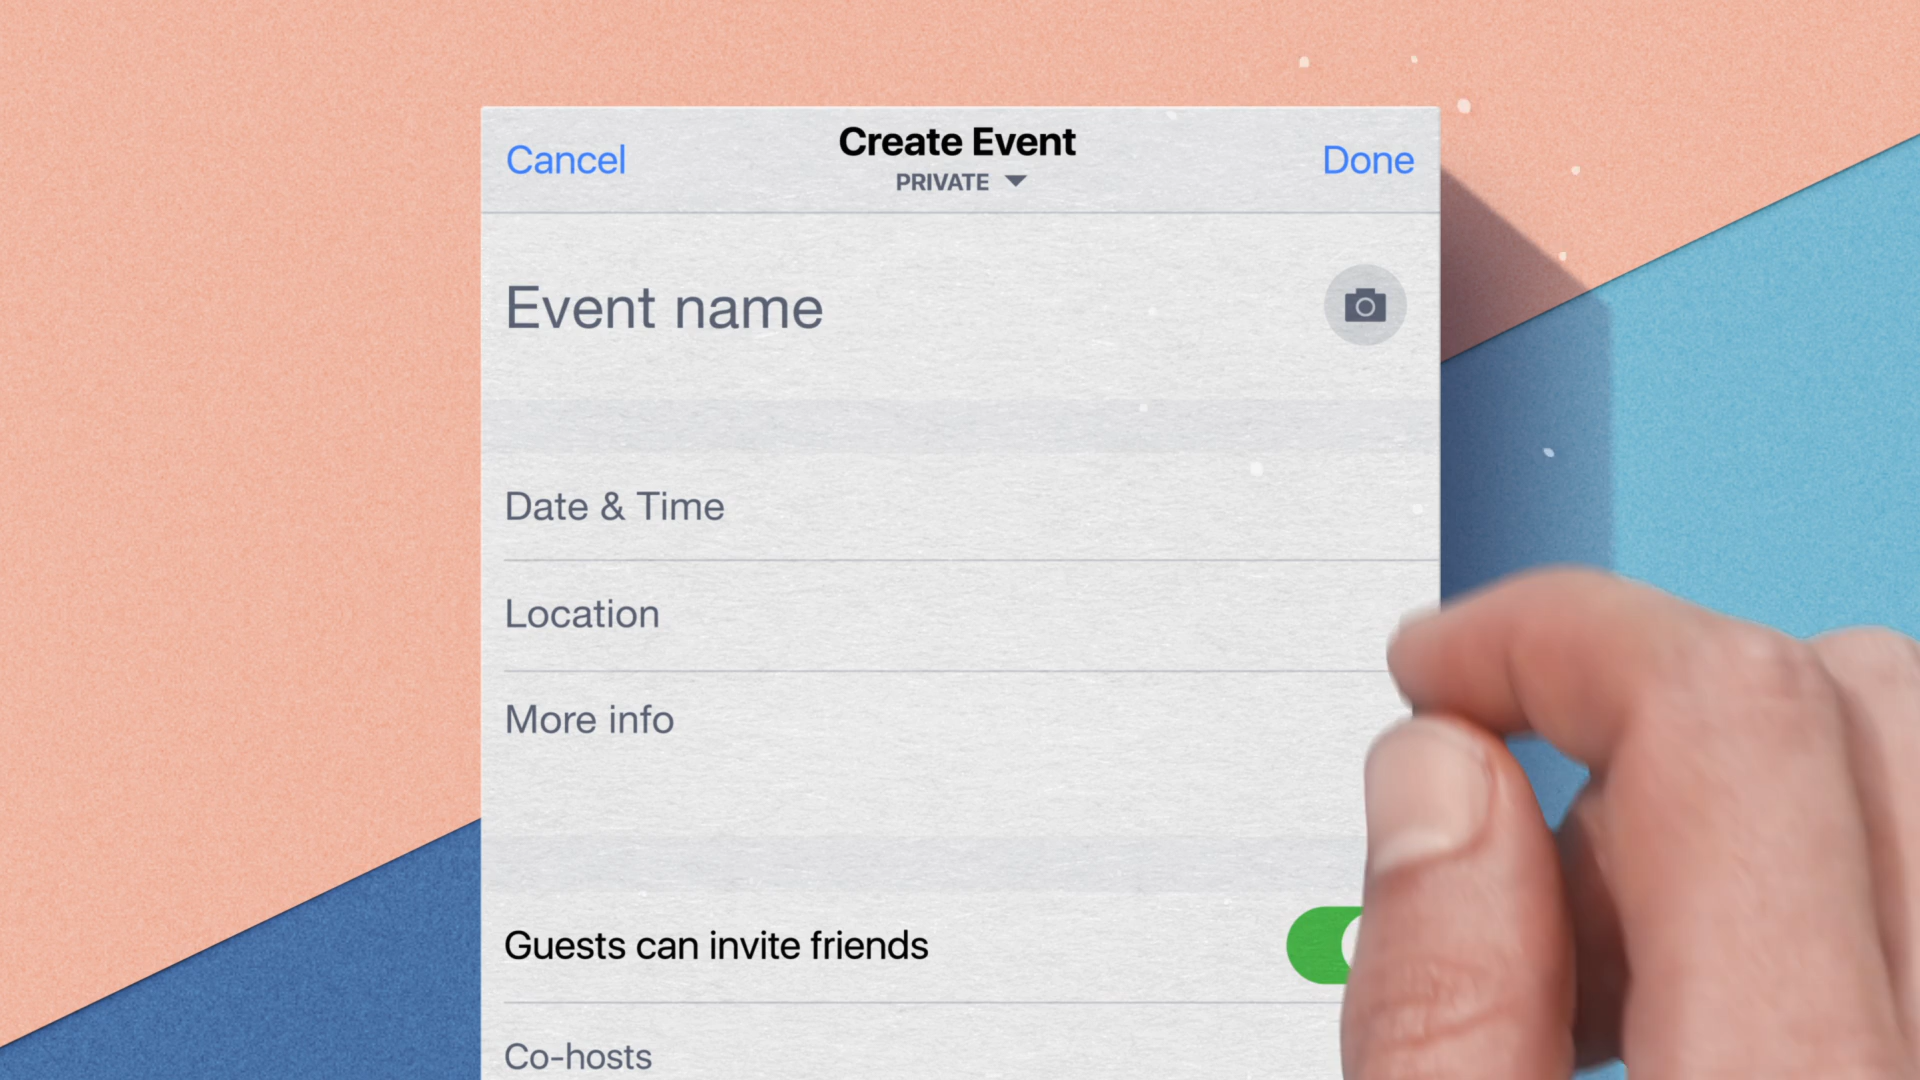 Cancel
Create Event
Done
PRIVATE
Event name
Date & Time
Location
More info
Guests can invite friends
Co-hosts